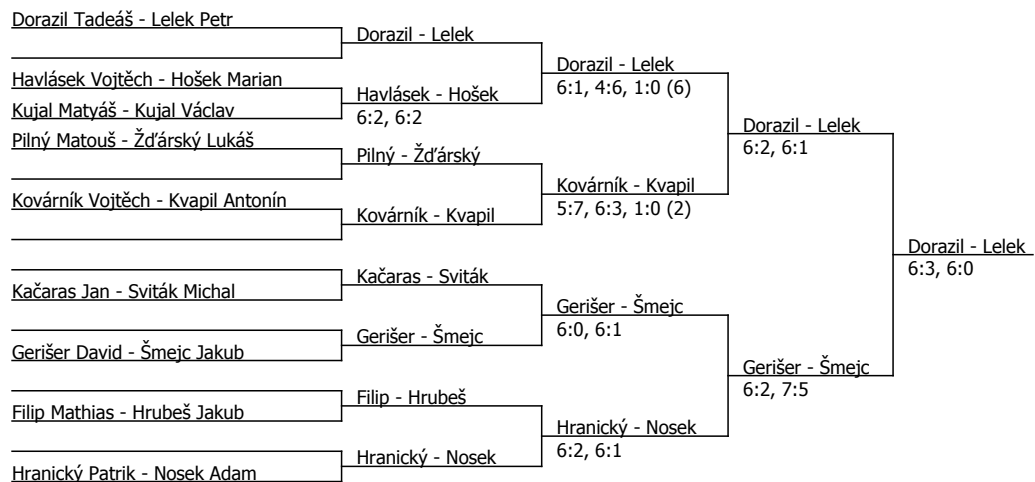 Dorazil Tadeáš - Lelek Petr
Havlásek Vojtěch - Hošek Marian
Kujal Matyáš - Kujal Václav
Pilný Matouš - Žďárský Lukáš
Kovárník Vojtěch - Kvapil Antonín
Kačaras Jan - Sviták Michal
Gerišer David - Šmejc Jakub
Filip Mathias - Hrubeš Jakub
Hranický Patrik - Nosek Adam
Dorazil - Lelek
Havlásek - Hošek
6:2, 6:2
Pilný - Žďárský
Kovárník - Kvapil
Kačaras - Sviták
Gerišer - Šmejc
Filip - Hrubeš
Hranický - Nosek
Dorazil - Lelek
6:1, 4:6, 1:0 (6)
Kovárník - Kvapil
5:7, 6:3, 1:0 (2)
Gerišer - Šmejc
6:0, 6:1
Hranický - Nosek
6:2, 6:1
Dorazil - Lelek
6:2, 6:1
Gerišer - Šmejc
6:2, 7:5
Dorazil - Lelek
6:3, 6:0